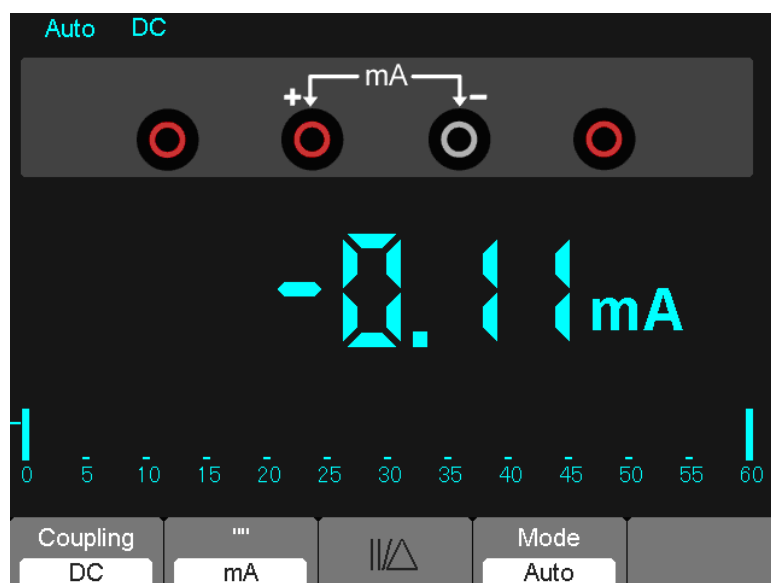 Auto DC
mA
+ -
-0.11 mA
0 5 10 15 20 25 30 35 40 45 50 55 60
Coupling "" ||/△ Mode
DC mA Auto